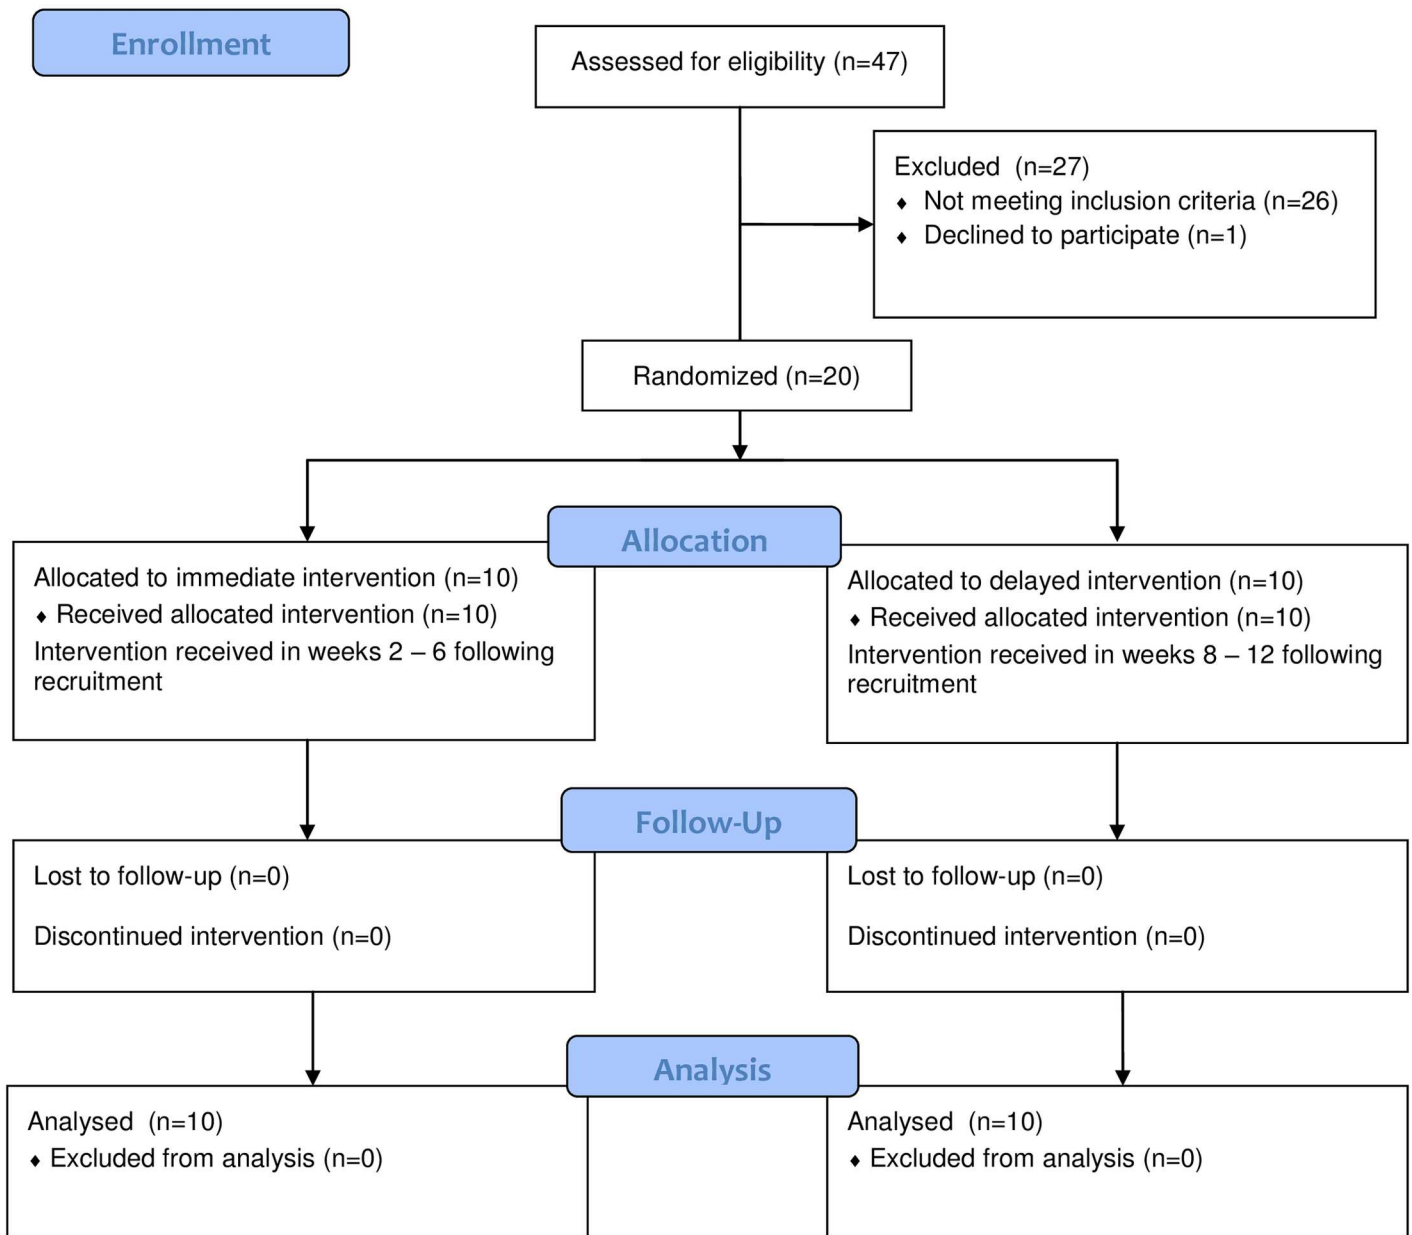 Enrollment
Assessed for eligibility (n=47)
Excluded (n=27)
♦ Not meeting inclusion criteria (n=26)
♦ Declined to participate (n=1)
Randomized (n=20)
Allocation
Allocated to immediate intervention (n=10)
♦ Received allocated intervention (n=10)
Intervention received in weeks 2 – 6 following
recruitment
Allocated to delayed intervention (n=10)
♦ Received allocated intervention (n=10)
Intervention received in weeks 8 – 12 following
recruitment
Follow-Up
Lost to follow-up (n=0)
Discontinued intervention (n=0)
Lost to follow-up (n=0)
Discontinued intervention (n=0)
Analysis
Analysed (n=10)
♦ Excluded from analysis (n=0)
Analysed (n=10)
♦ Excluded from analysis (n=0)